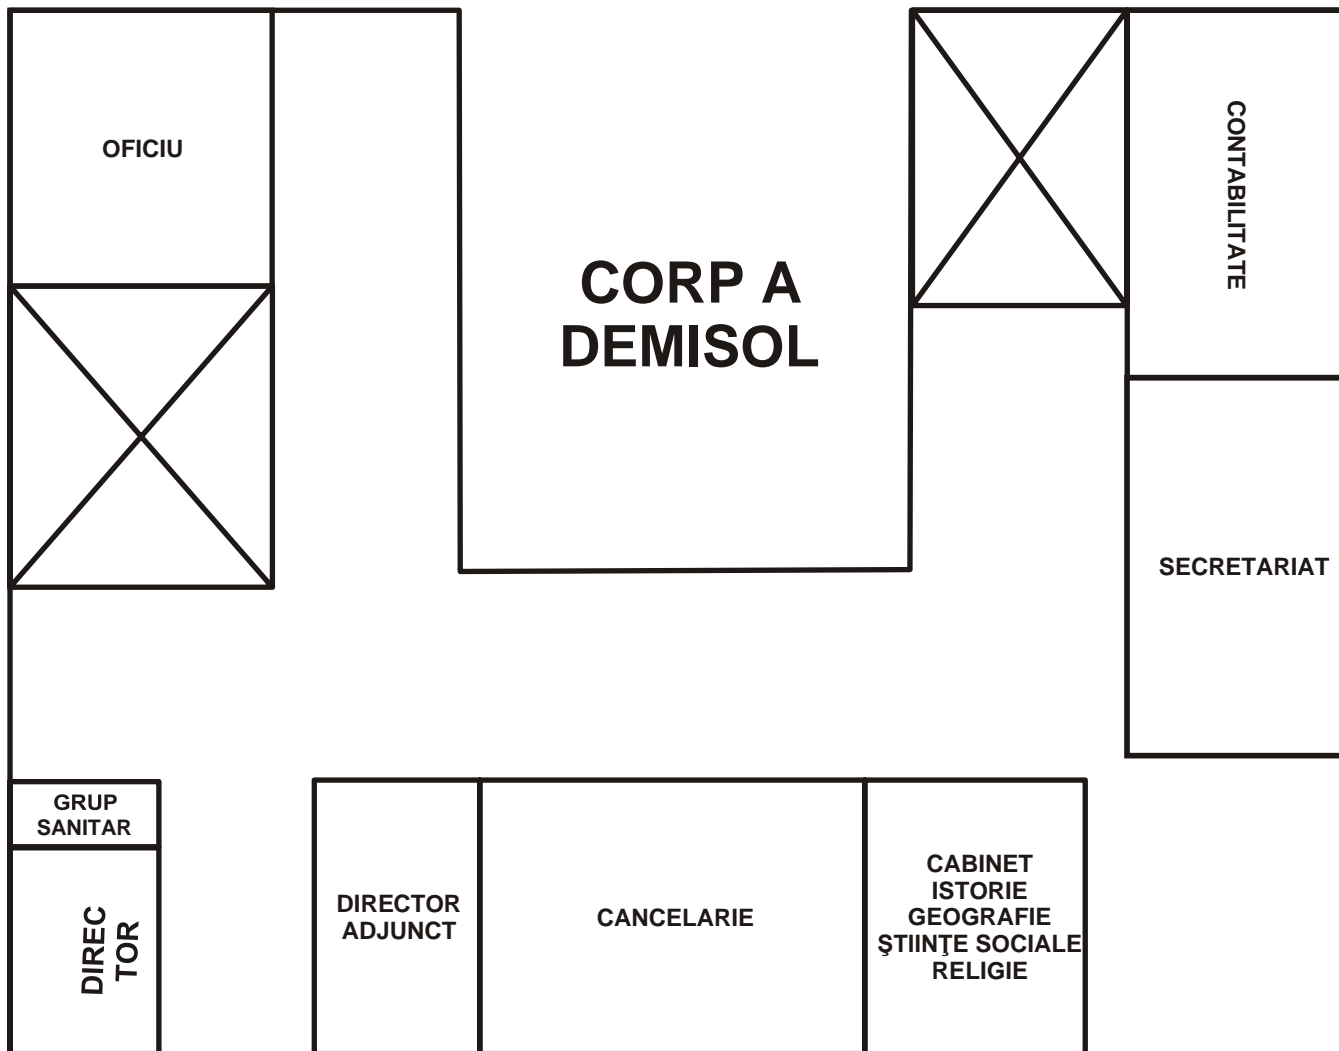 OFICIU
CONTABILITATE
CORP A
DEMISOL
SECRETARIAT
GRUP
SANITAR
DIREC
TOR
DIRECTOR
ADJUNCT
CANCELARIE
CABINET
ISTORIE
GEOGRAFIE
ŞTIINŢE SOCIALE
RELIGIE